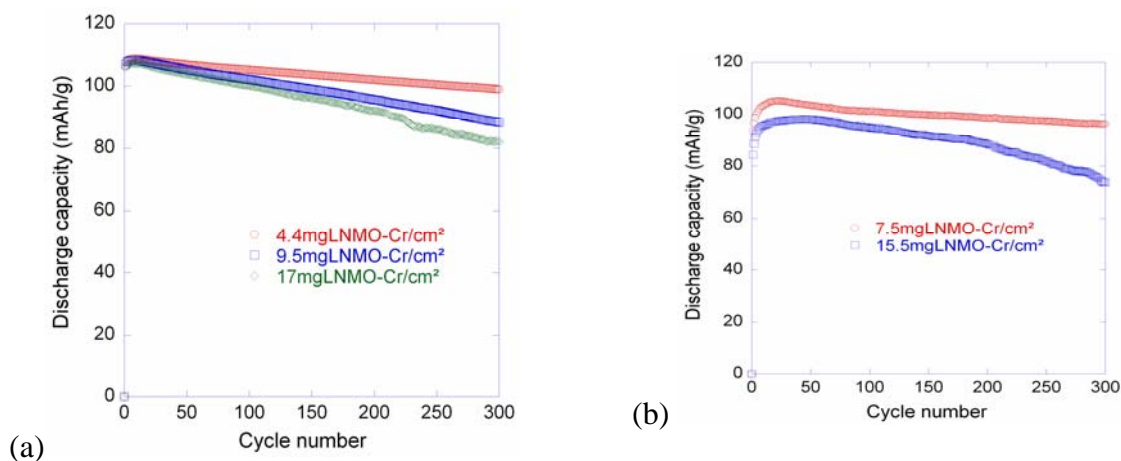 120
100
80
60
40
20
0
Discharge capacity (mAh/g)
4.4mgLNMO-Cr/cm²
9.5mgLNMO-Cr/cm²
17mgLNMO-Cr/cm²
0 50 100 150 200 250 300
Cycle number
(a)
120
100
80
60
40
20
0
Discharge capacity (mAh/g)
7.5mgLNMO-Cr/cm²
15.5mgLNMO-Cr/cm²
0 50 100 150 200 250 300
Cycle number
(b)